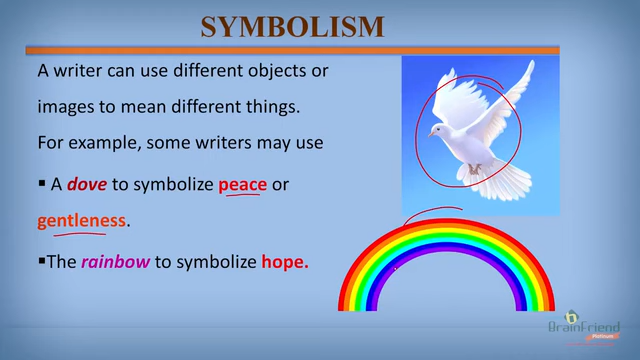 SYMBOLISM
A writer can use different objects or
images to mean different things.
For example, some writers may use
▪ A dove to symbolize peace or
gentleness.
▪The rainbow to symbolize hope.
BrainFriend
Platinum